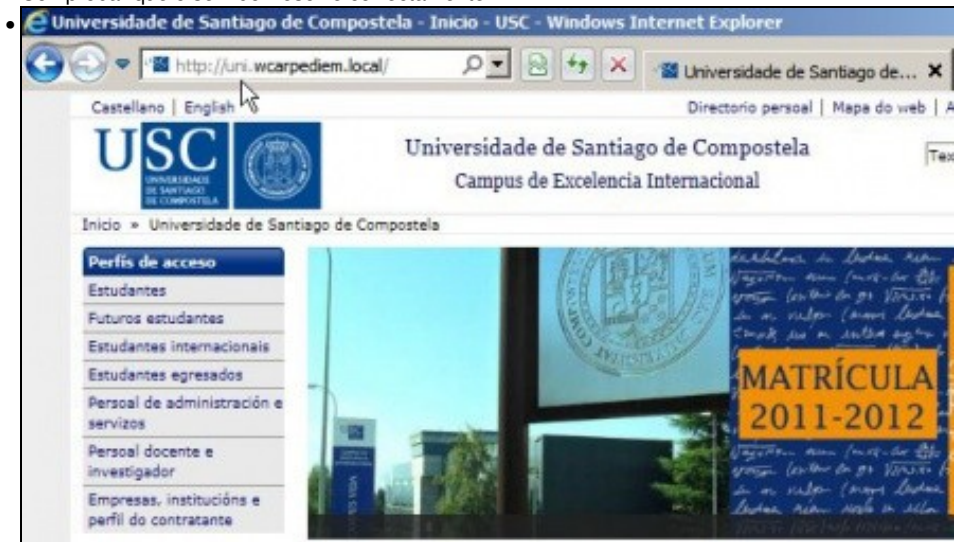 Universidade de Santiago de Compostela - Inicio - USC - Windows Internet Explorer
http://uni.wcarpediem.local/
Universidade de Santiago de...
Castellano | English
Directorio persoal | Mapa do web | A
USC
UNIVERSIDADE
DE SANTIAGO
DE COMPOSTELA
Universidade de Santiago de Compostela
Campus de Excelencia Internacional
Tex
Inicio » Universidade de Santiago de Compostela
Perfís de acceso
Estudantes
Futuros estudantes
Estudantes internacionais
Estudantes egresados
Persoal de administración e
servizos
Persoal docente e
investigador
Empresas, institucións e
perfil do contratante
MATRÍCULA
2011-2012